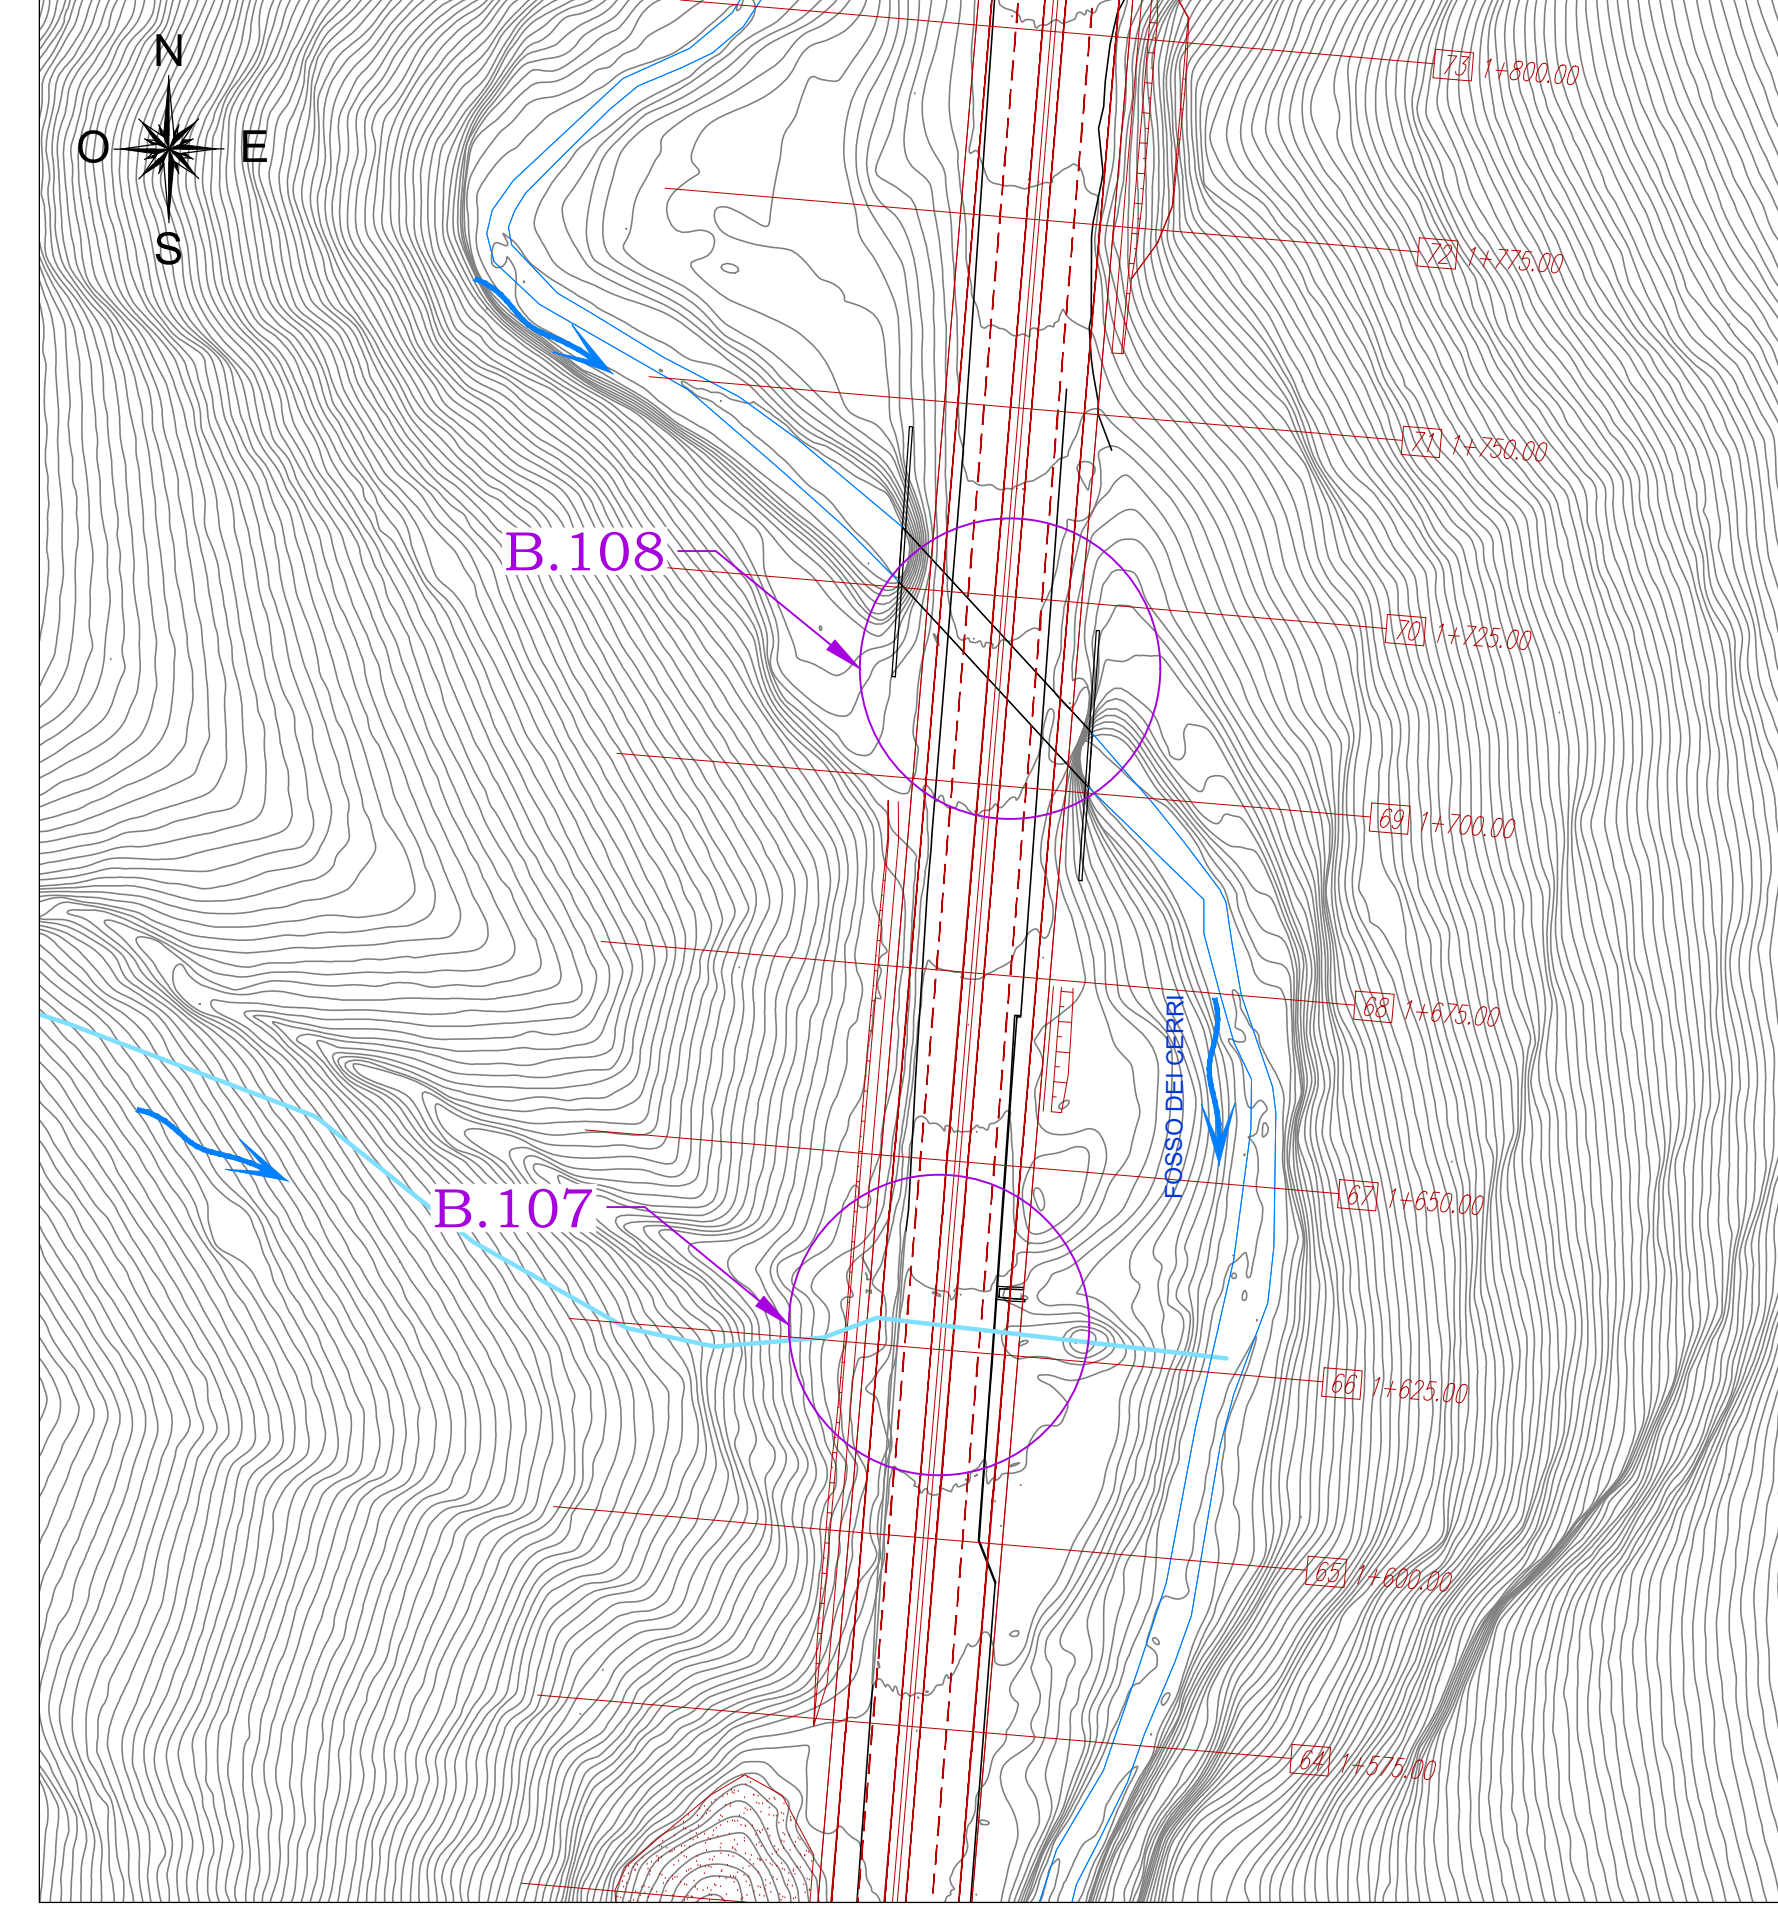 N
O E
S
73 1+800.00
72 1+775.00
71 1+750.00
B.108
70 1+725.00
69 1+700.00
68 1+675.00
FOSSO DEI CERRI
67 1+650.00
B.107
66 1+625.00
65 1+600.00
64 1+575.00